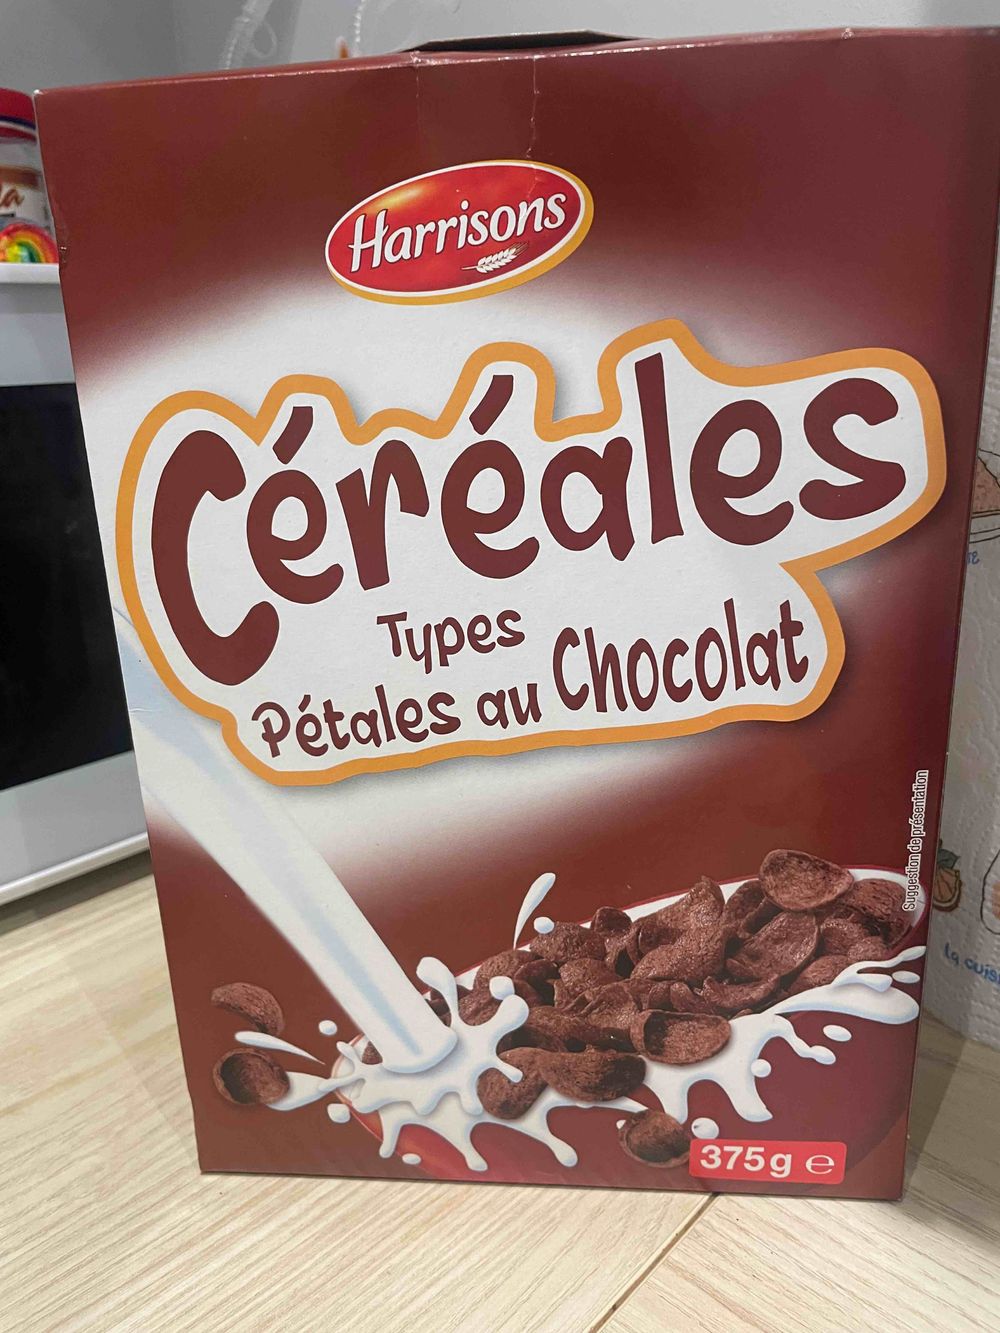 Harrisons
Céréales
Types
Pétales au Chocolat
Suggestion de présentation
375g e